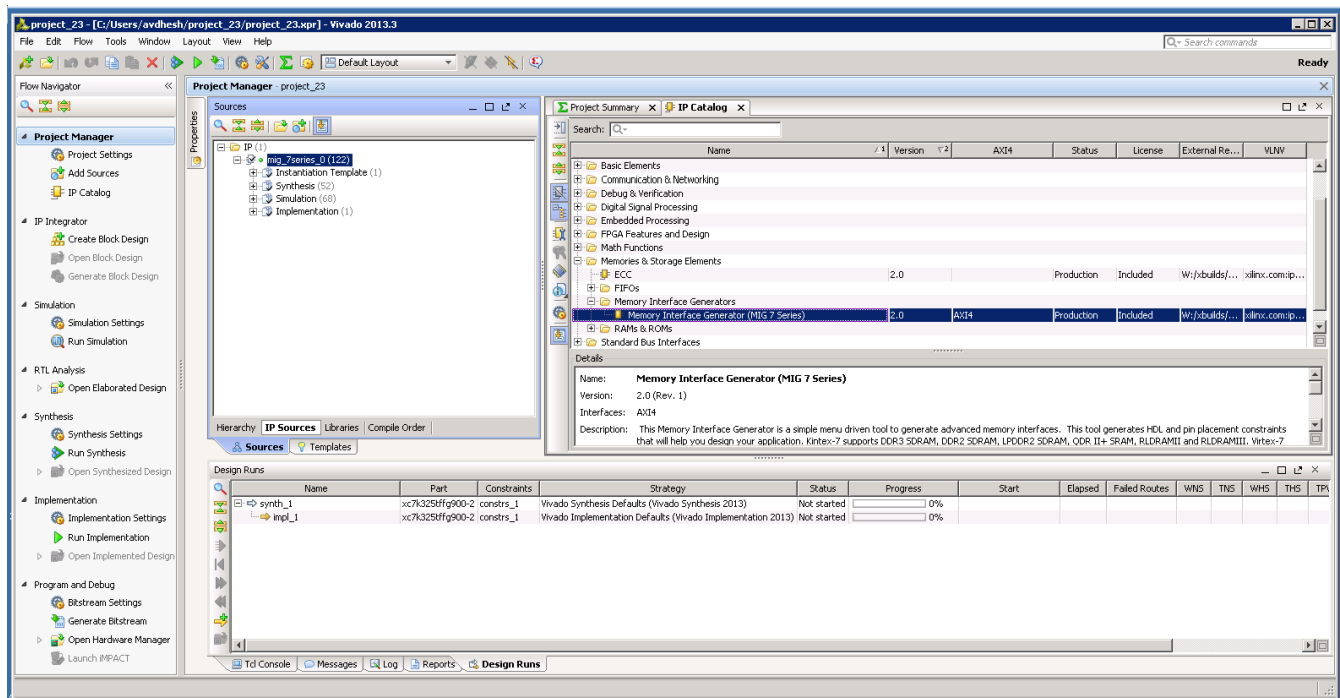 project_23 - [C:/Users/avdhesh/project_23/project_23.xpr] - Vivado 2013.3
File Edit Flow Tools Window Layout View Help
Search commands
Default Layout
Ready
Flow Navigator
Project Manager
Project Settings
Add Sources
IP Catalog
IP Integrator
Create Block Design
Open Block Design
Generate Block Design
Simulation
Simulation Settings
Run Simulation
RTL Analysis
Open Elaborated Design
Synthesis
Synthesis Settings
Run Synthesis
Open Synthesized Design
Implementation
Implementation Settings
Run Implementation
Open Implemented Design
Program and Debug
Bitstream Settings
Generate Bitstream
Open Hardware Manager
Launch iMPACT
Project Manager - project_23
Properties
Sources
IP (1)
mig_7series_0 (122)
Instantiation Template (1)
Synthesis (52)
Simulation (68)
Implementation (1)
Hierarchy IP Sources Libraries Compile Order
Sources Templates
Project Summary IP Catalog
Search:
Name 1 Version 2 AXI4 Status License External Re... VLNV
Basic Elements
Communication & Networking
Debug & Verification
Digital Signal Processing
Embedded Processing
FPGA Features and Design
Math Functions
Memories & Storage Elements
ECC 2.0 Production Included W:/xbuilds/... xilinx.com:ip...
FIFOs
Memory Interface Generators
Memory Interface Generator (MIG 7 Series) 2.0 AXI4 Production Included W:/xbuilds/... xilinx.com:ip...
RAMs & ROMs
Standard Bus Interfaces
Details
Name: Memory Interface Generator (MIG 7 Series)
Version: 2.0 (Rev. 1)
Interfaces: AXI4
Description: This Memory Interface Generator is a simple menu driven tool to generate advanced memory interfaces. This tool generates HDL and pin placement constraints
that will help you design your application. Kintex-7 supports DDR3 SDRAM, DDR2 SDRAM, LPDDR2 SDRAM, QDR II+ SRAM, RLDRAMII and RLDRAMIII. Virtex-7
Design Runs
Name Part Constraints Strategy Status Progress Start Elapsed Failed Routes WNS TNS WHS THS TPW
synth_1 xc7k325tffg900-2 constrs_1 Vivado Synthesis Defaults (Vivado Synthesis 2013) Not started 0%
impl_1 xc7k325tffg900-2 constrs_1 Vivado Implementation Defaults (Vivado Implementation 2013) Not started 0%
Tcl Console Messages Log Reports Design Runs